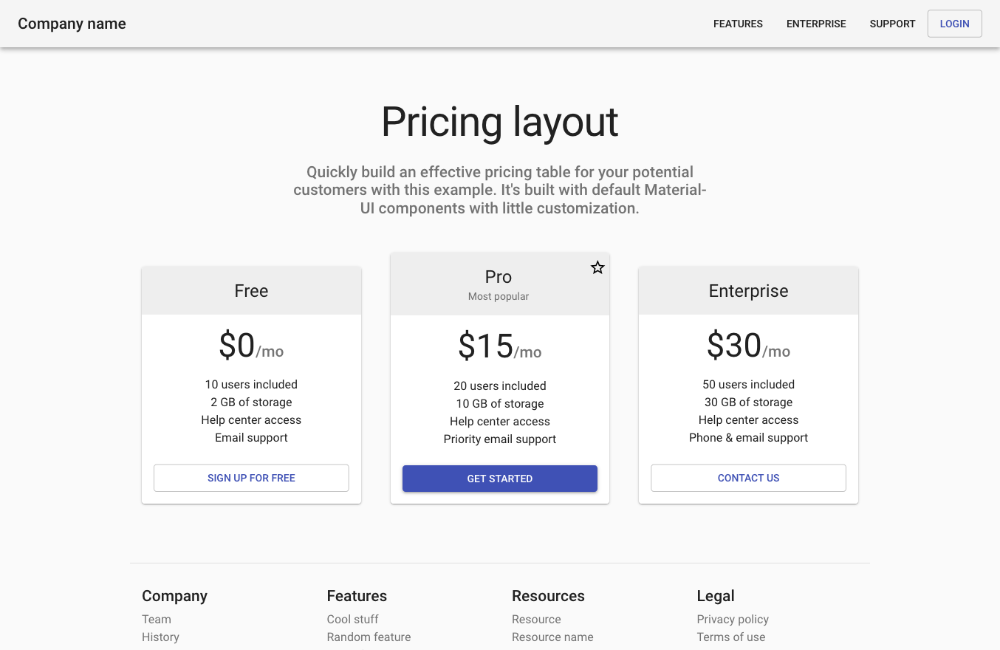 Company name
FEATURES ENTERPRISE SUPPORT LOGIN
Pricing layout
Quickly build an effective pricing table for your potential
customers with this example. It's built with default Material-
UI components with little customization.
Free
$0/mo
10 users included
2 GB of storage
Help center access
Email support
SIGN UP FOR FREE
Pro
Most popular
$15/mo
20 users included
10 GB of storage
Help center access
Priority email support
GET STARTED
Enterprise
$30/mo
50 users included
30 GB of storage
Help center access
Phone & email support
CONTACT US
Company
Team
History
Features
Cool stuff
Random feature
Resources
Resource
Resource name
Legal
Privacy policy
Terms of use